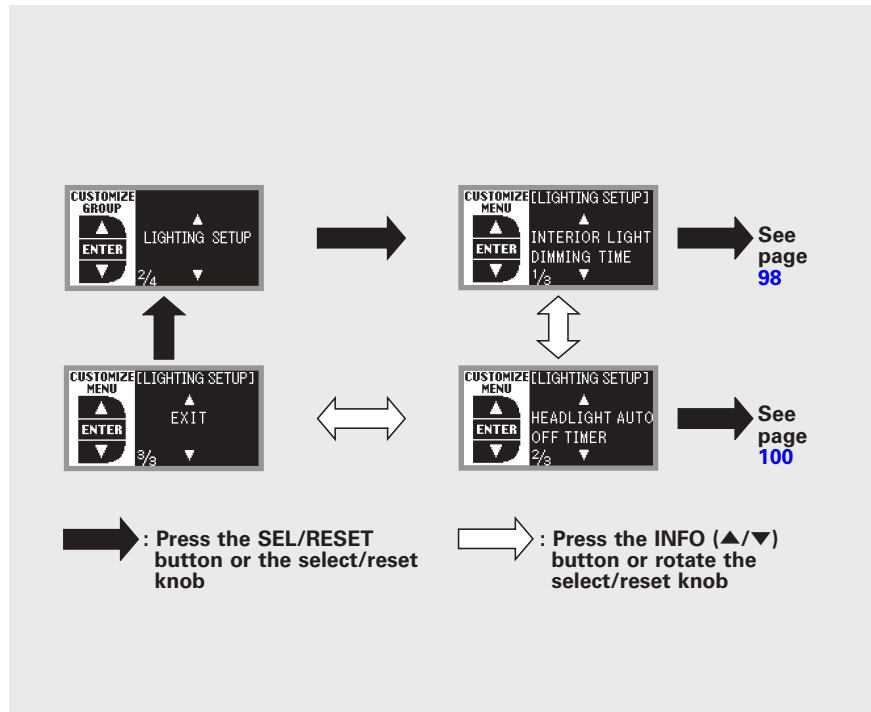 CUSTOMIZE GROUP
▲
ENTER
▼
▲
LIGHTING SETUP
2/4 ▼
CUSTOMIZE MENU
▲
ENTER
▼
[LIGHTING SETUP]
▲
INTERIOR LIGHT
DIMMING TIME
1/3 ▼
See
page
98
CUSTOMIZE MENU
▲
ENTER
▼
[LIGHTING SETUP]
▲
EXIT
3/3 ▼
CUSTOMIZE MENU
▲
ENTER
▼
[LIGHTING SETUP]
▲
HEADLIGHT AUTO
OFF TIMER
2/3 ▼
See
page
100
: Press the SEL/RESET
button or the select/reset
knob
: Press the INFO (▲/▼)
button or rotate the
select/reset knob